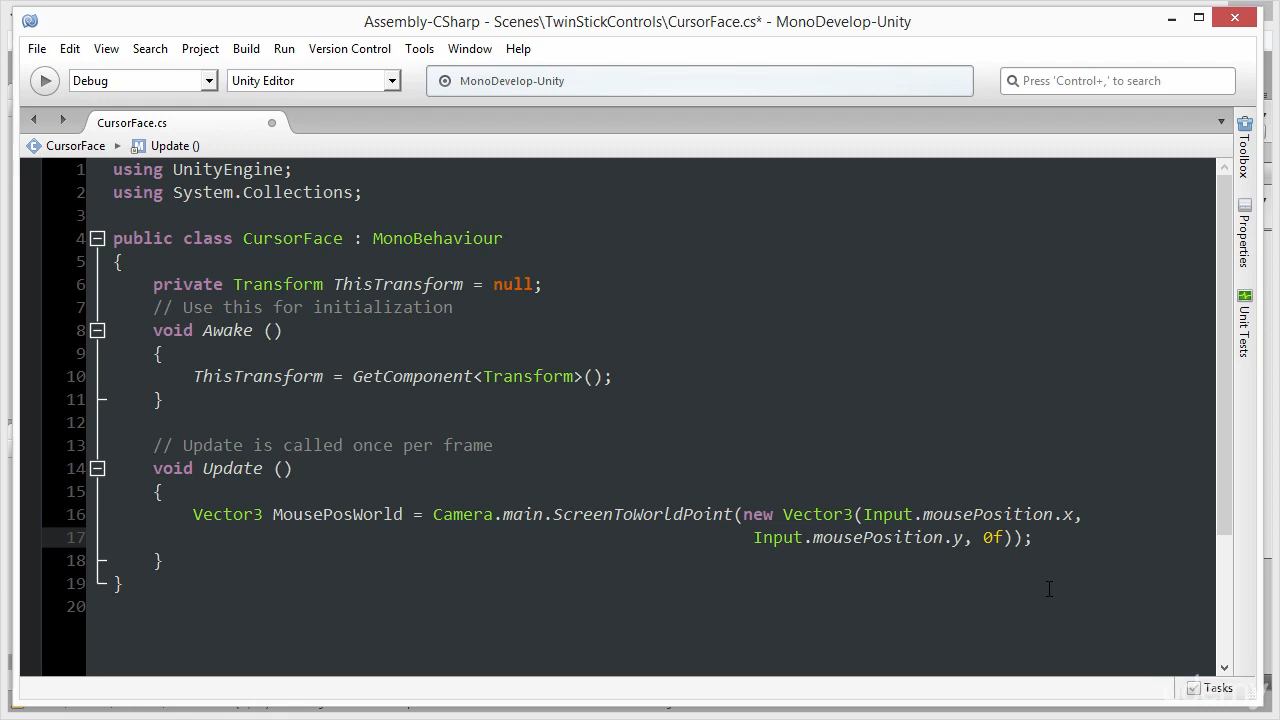 Assembly-CSharp - Scenes\TwinStickControls\CursorFace.cs* - MonoDevelop-Unity
File Edit View Search Project Build Run Version Control Tools Window Help
Debug Unity Editor MonoDevelop-Unity Press 'Control+,' to search
CursorFace.cs
CursorFace Update ()
1 using UnityEngine;
2 using System.Collections;
3
4 public class CursorFace : MonoBehaviour
5 {
6 private Transform ThisTransform = null;
7 // Use this for initialization
8 void Awake ()
9 {
10 ThisTransform = GetComponent<Transform>();
11 }
12
13 // Update is called once per frame
14 void Update ()
15 {
16 Vector3 MousePosWorld = Camera.main.ScreenToWorldPoint(new Vector3(Input.mousePosition.x,
17 Input.mousePosition.y, 0f));
18 }
19 }
20
Toolbox
Properties
Unit Tests
Tasks